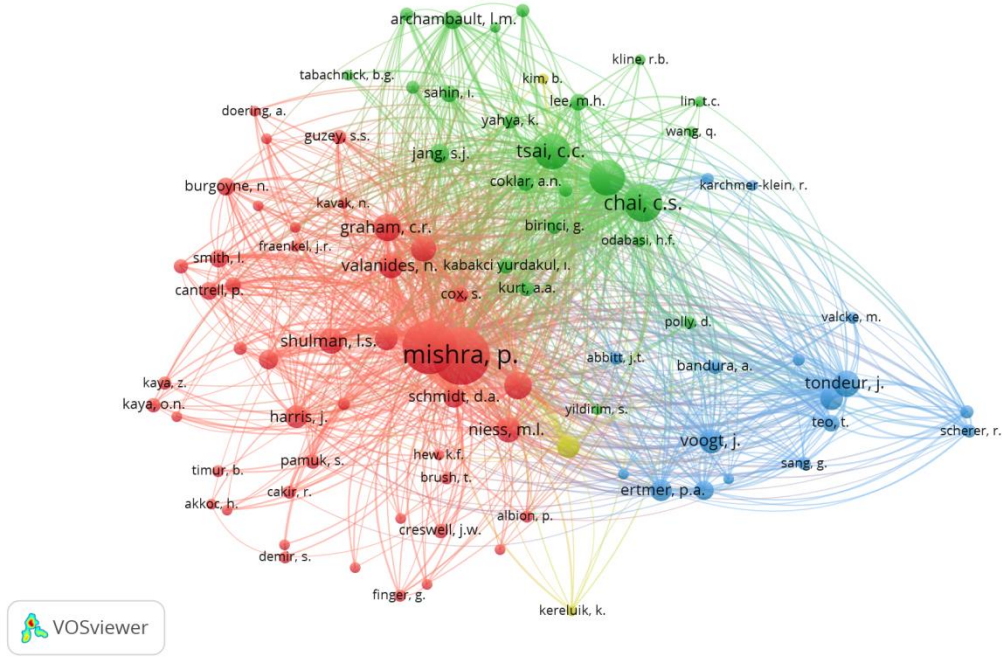 archambault, l.m.
kline, r.b.
tabachnick, b.g.
kim, b.
sahin, ı.
lee, m.h.
lin, t.c.
doering, a.
yahya, k.
wang, q.
guzey, s.s.
jang, s.j.
tsai, c.c.
burgoyne, n.
coklar, a.n.
karchmer-klein, r.
kavak, n.
chai, c.s.
graham, c.r.
birinci, g.
fraenkel, j.r.
odabasi, h.f.
smith, l.
valanides, n.
kabakci yurdakul, ı.
cantrell, p.
cox, s.
kurt, a.a.
valcke, m.
polly, d.
shulman, l.s.
mishra, p.
abbitt, j.t.
bandura, a.
kaya, z.
tondeur, j.
schmidt, d.a.
kaya, o.n.
yildirim, s.
harris, j.
teo, t.
niess, m.l.
voogt, j.
scherer, r.
hew, k.f.
pamuk, s.
sang, g.
timur, b.
brush, t.
cakir, r.
ertmer, p.a.
akkoc, h.
albion, p.
creswell, j.w.
demir, s.
finger, g.
kereluik, k.
VOSviewer